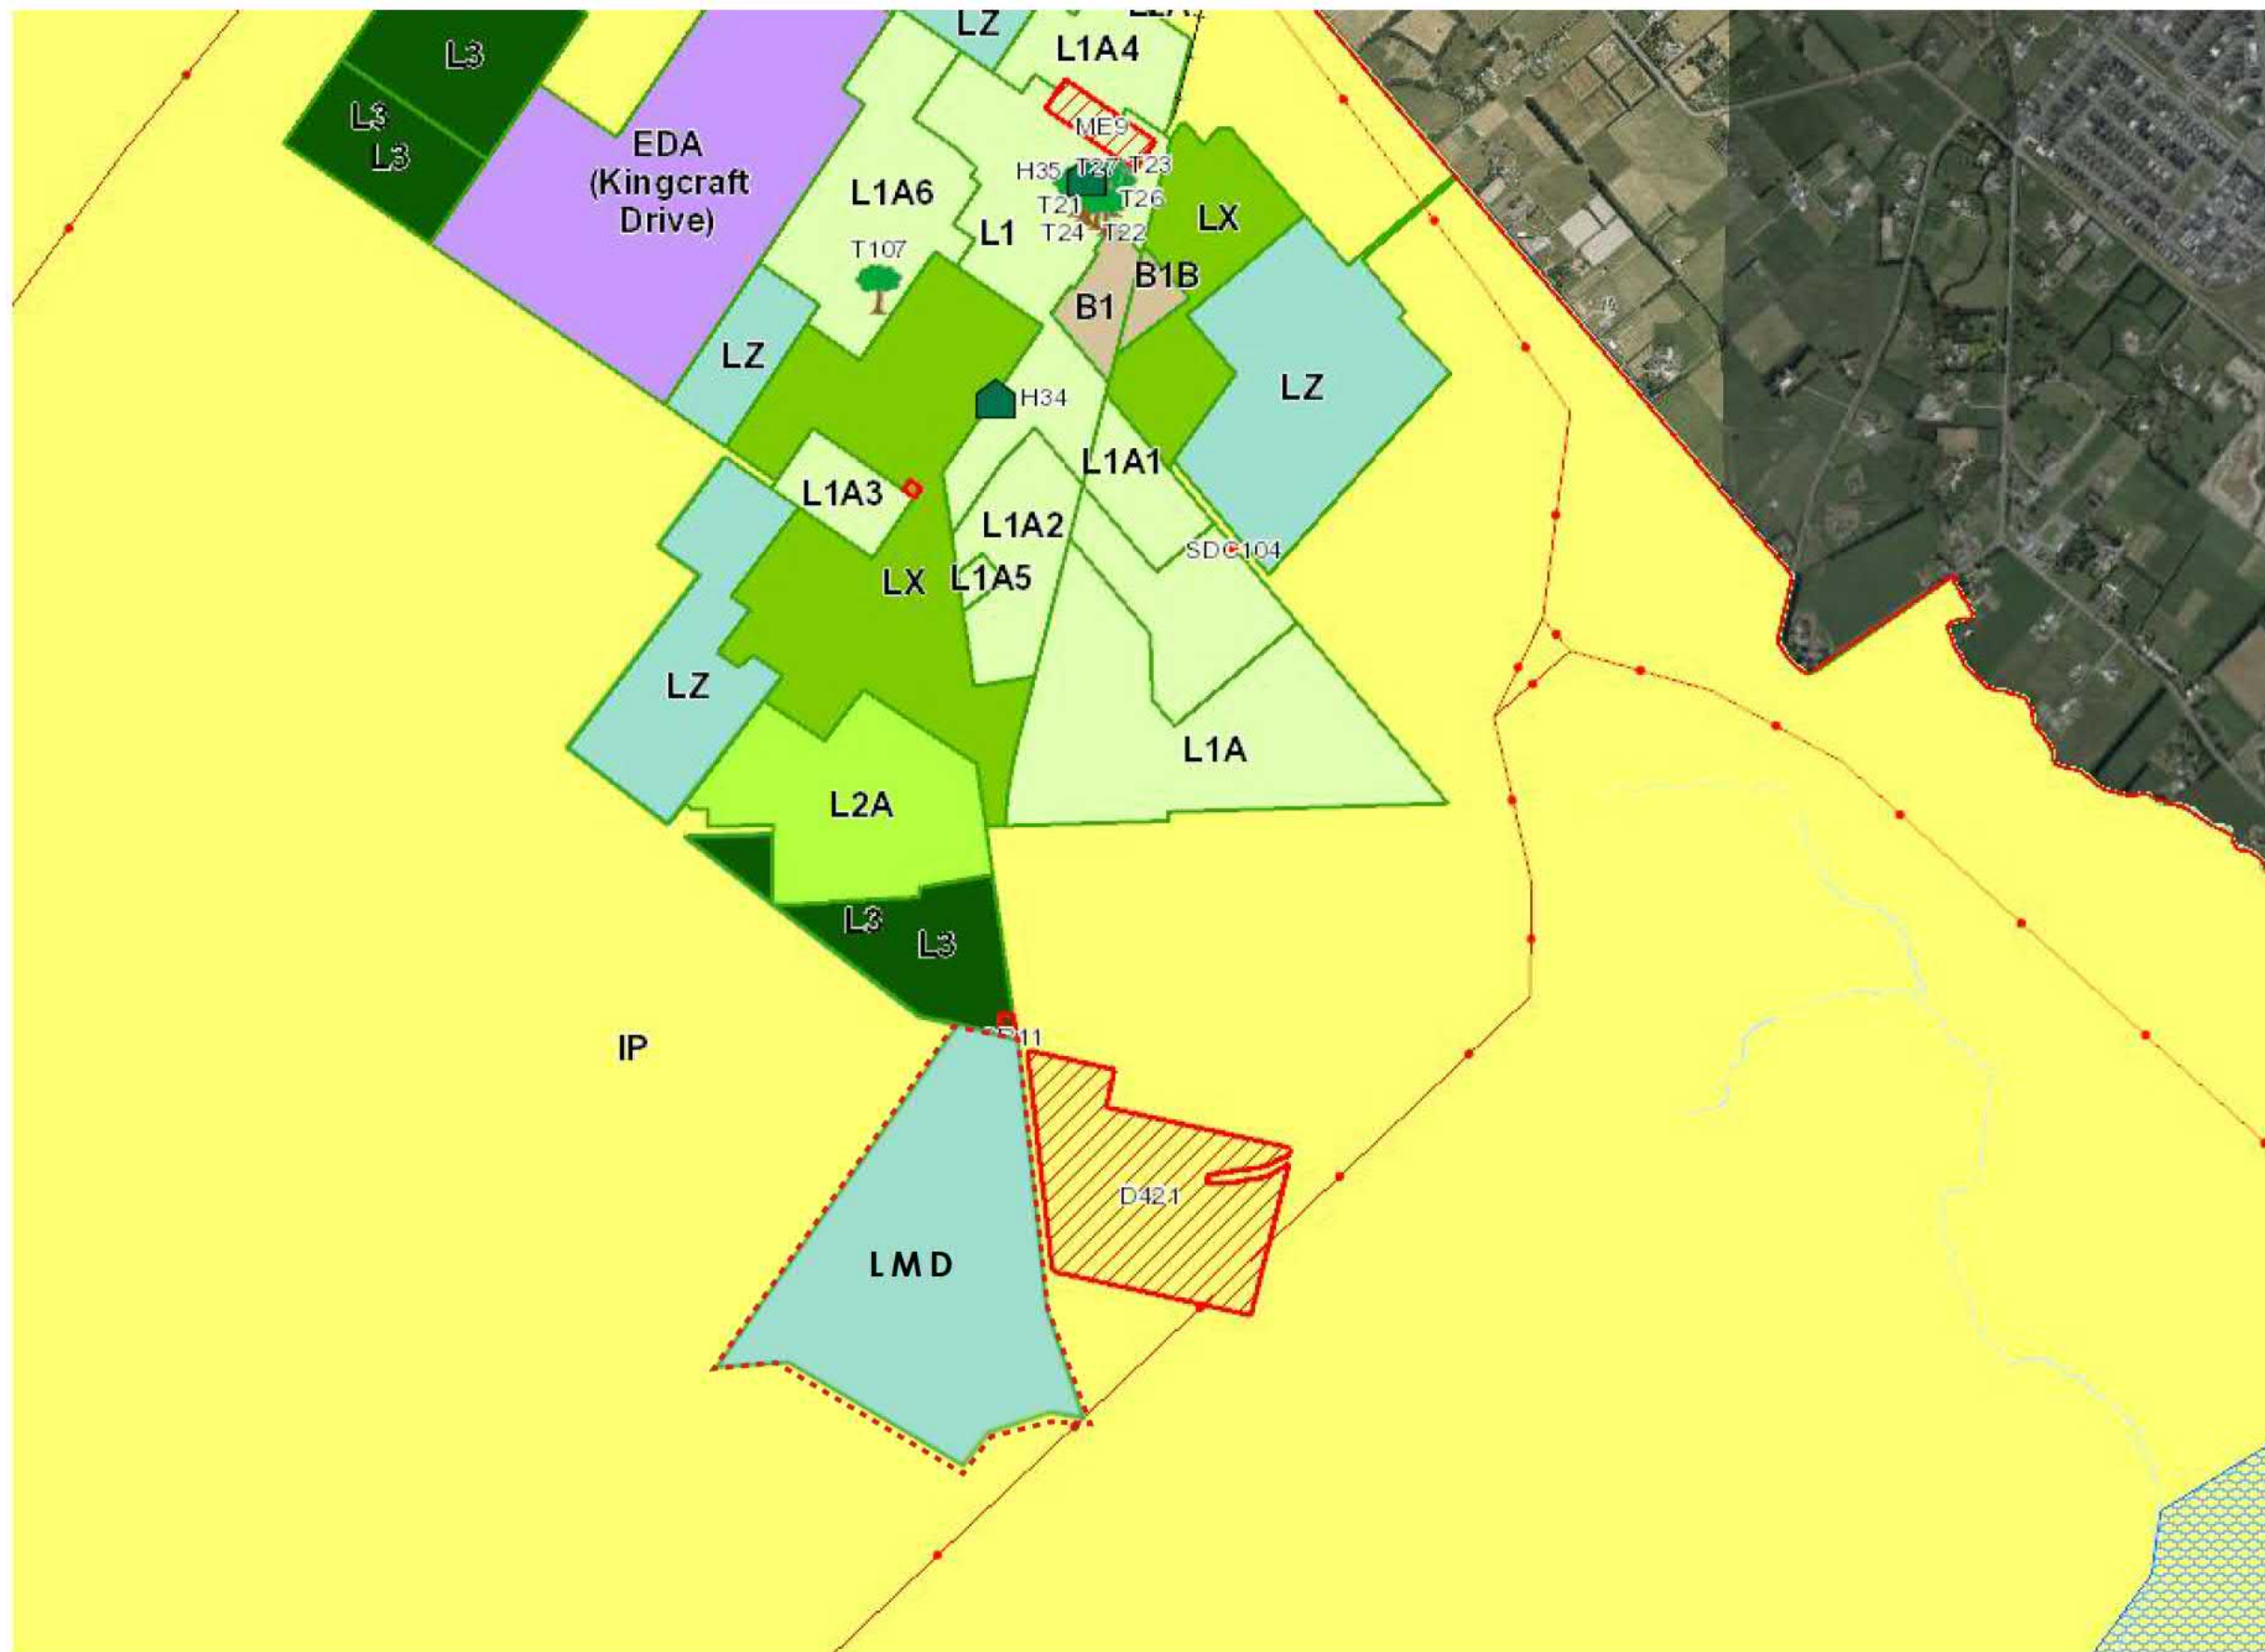 LZ
L1A4
L3
L3
L3
EDA
(Kingcraft
Drive)
ME9
H35
T27
T23
L1A6
T21
T26
T24
T22
L1
LX
T107
B1B
B1
LZ
LZ
H34
L1A1
L1A3
L1A2
SDC104
LX
L1A5
LZ
L1A
L2A
L3
L3
IP
D421
LMD